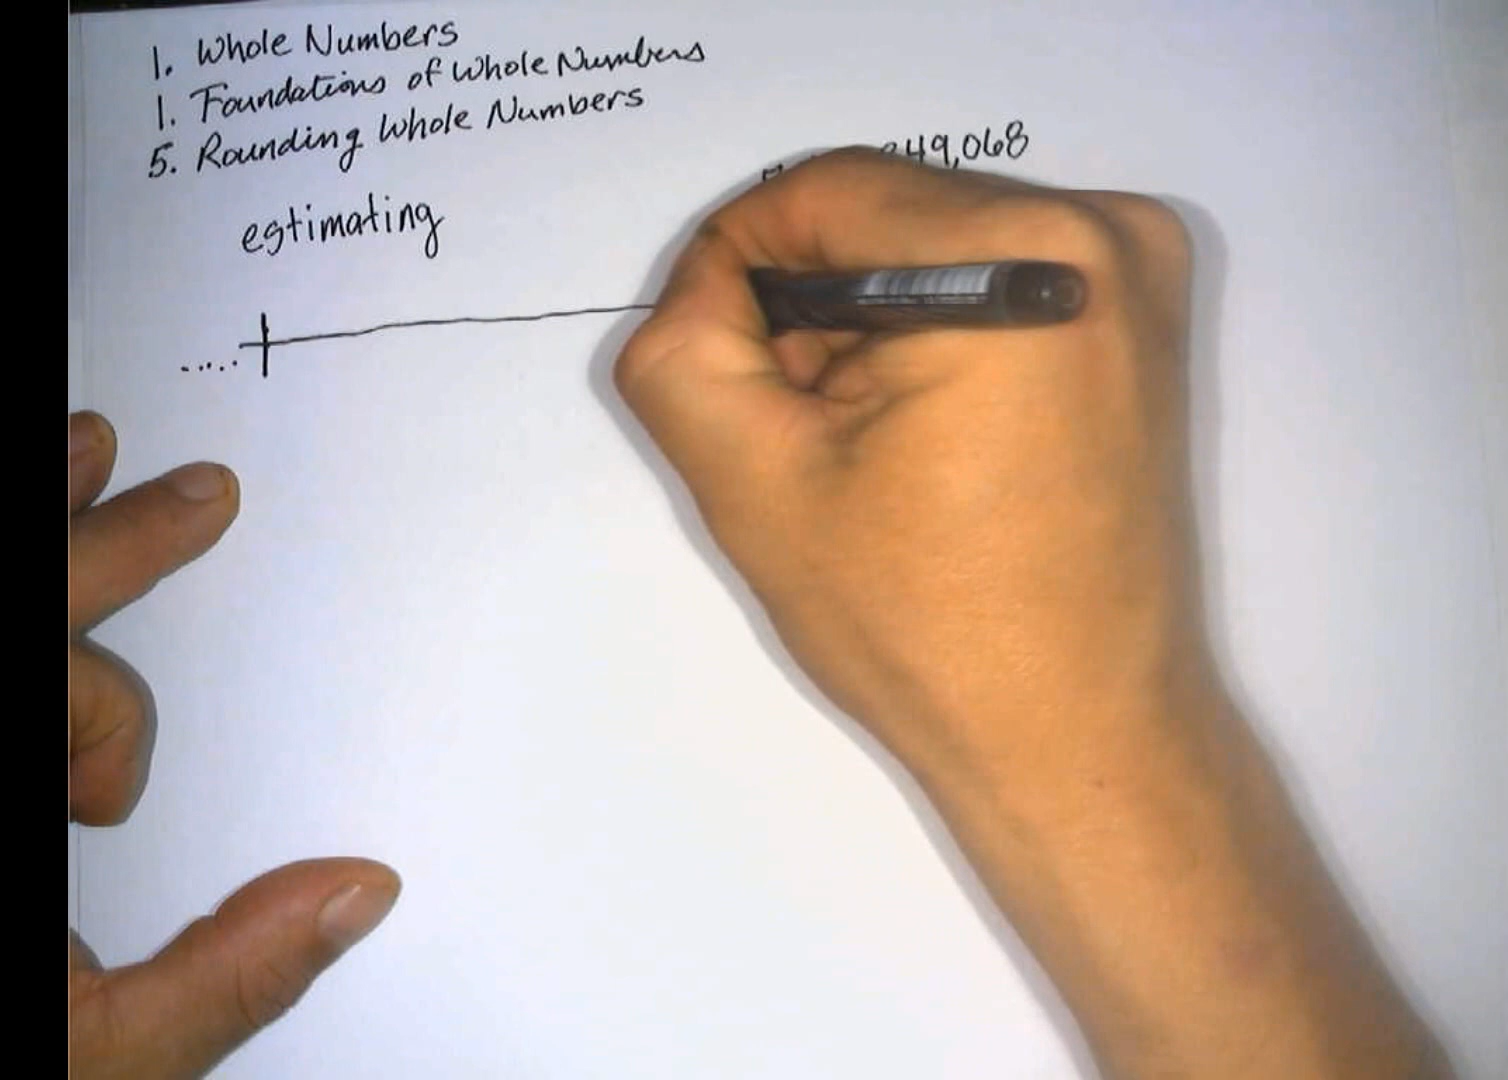 1. Whole Numbers
1. Foundations of Whole Numbers
5. Rounding Whole Numbers
49,068
estimating
.....